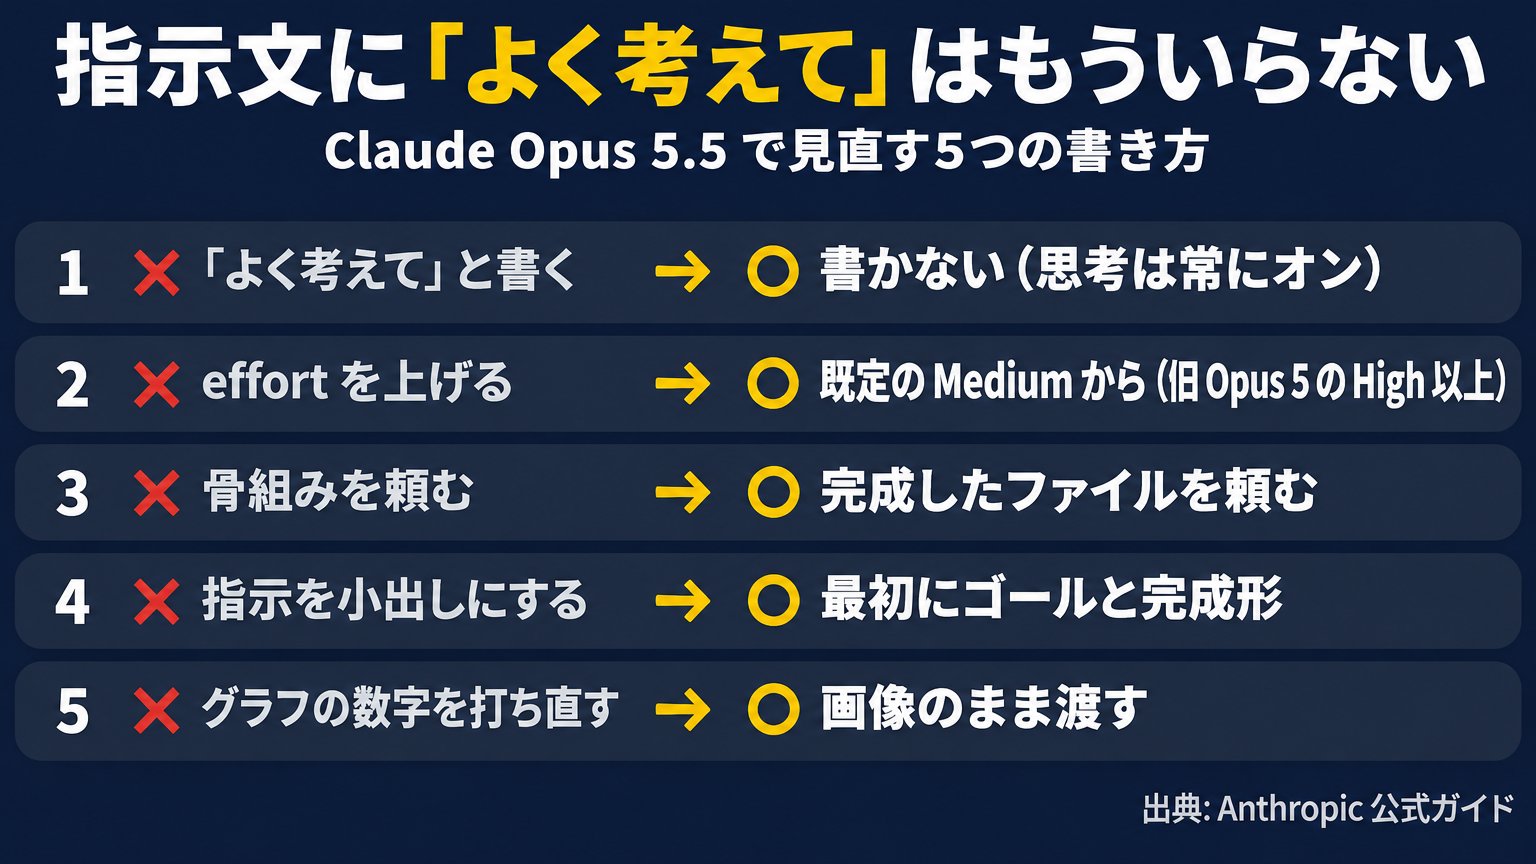 指示文に「よく考えて」はもういらない
Claude Opus 5.5 で見直す5つの書き方
1 ✕ 「よく考えて」と書く → ○ 書かない（思考は常にオン）
2 ✕ effort を上げる → ○ 既定の Medium から（旧 Opus 5 の High 以上）
3 ✕ 骨組みを頼む → ○ 完成したファイルを頼む
4 ✕ 指示を小出しにする → ○ 最初にゴールと完成形
5 ✕ グラフの数字を打ち直す → ○ 画像のまま渡す
出典: Anthropic 公式ガイド